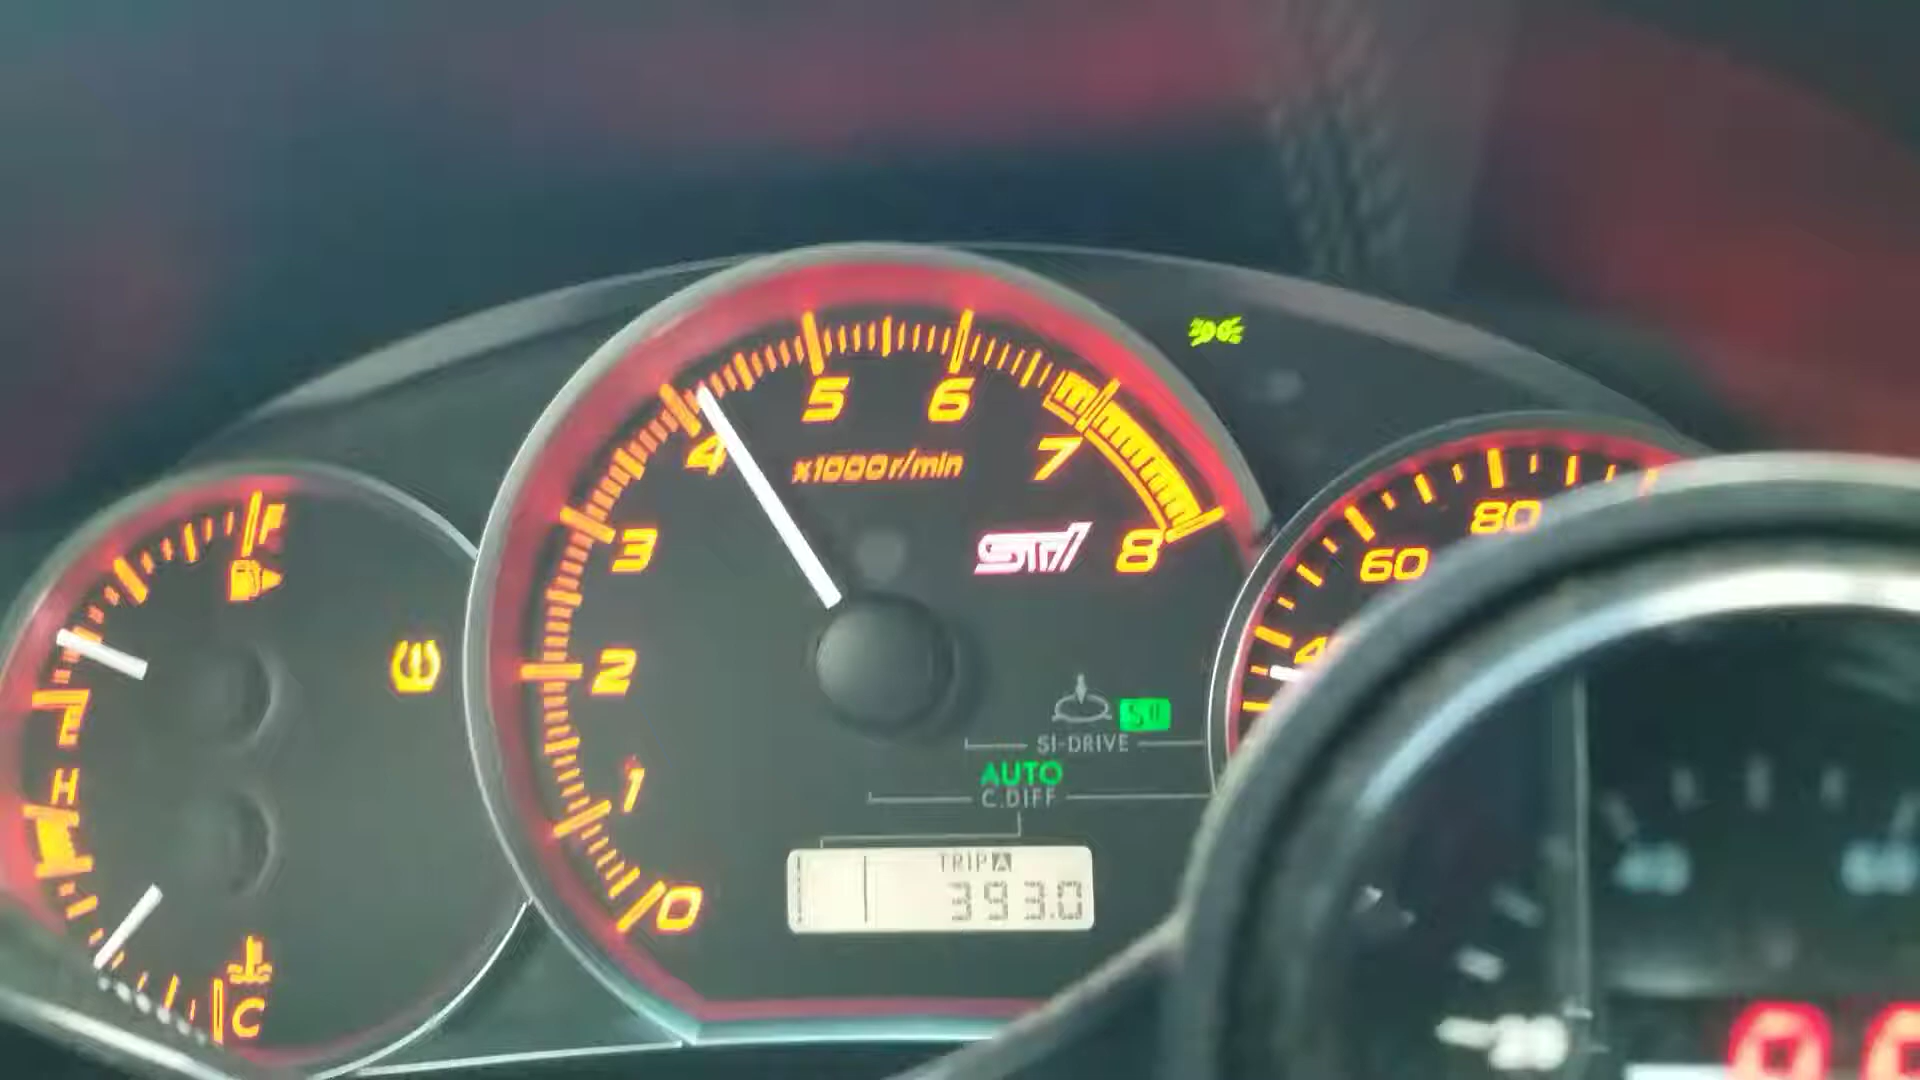 F
5 6
4 7
x1000r/min
3 STI 8
80
60
40
2
S#
SI-DRIVE
AUTO
C.DIFF
H
1
TRIP A
393.0
0
C